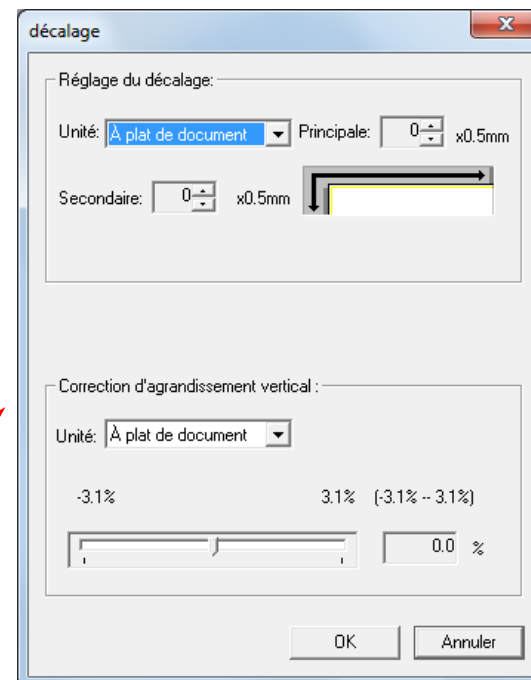 décalage
Réglage du décalage:
Unité: À plat de document Principale: 0 x0.5mm
Secondaire: 0 x0.5mm
Correction d'agrandissement vertical :
Unité: À plat de document
-3.1% 3.1% (-3.1% -- 3.1%)
0.0 %
OK Annuler